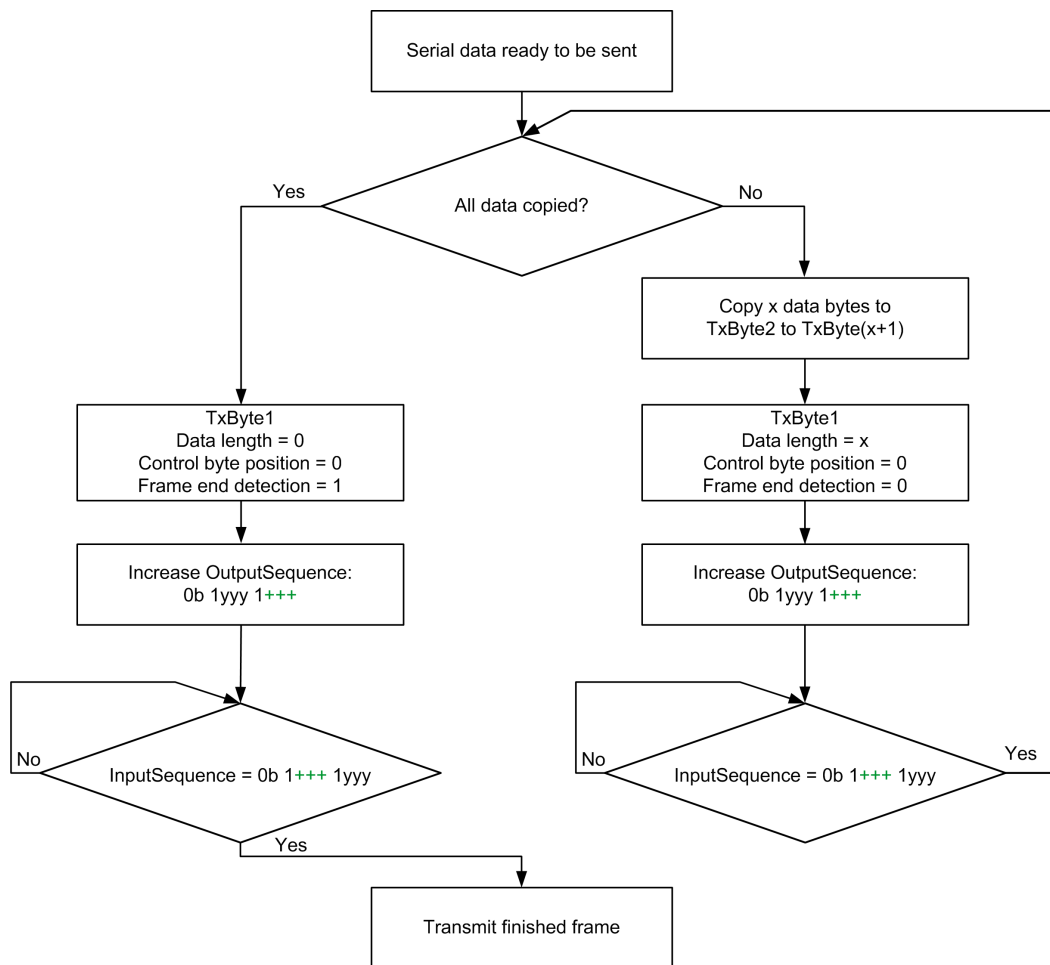 Serial data ready to be sent
All data copied?
Yes
No
Copy x data bytes to
TxByte2 to TxByte(x+1)
TxByte1
Data length = 0
Control byte position = 0
Frame end detection = 1
TxByte1
Data length = x
Control byte position = 0
Frame end detection = 0
Increase OutputSequence:
0b 1yyy 1+++
Increase OutputSequence:
0b 1yyy 1+++
InputSequence = 0b 1+++ 1yyy
No
Yes
InputSequence = 0b 1+++ 1yyy
No
Yes
Transmit finished frame